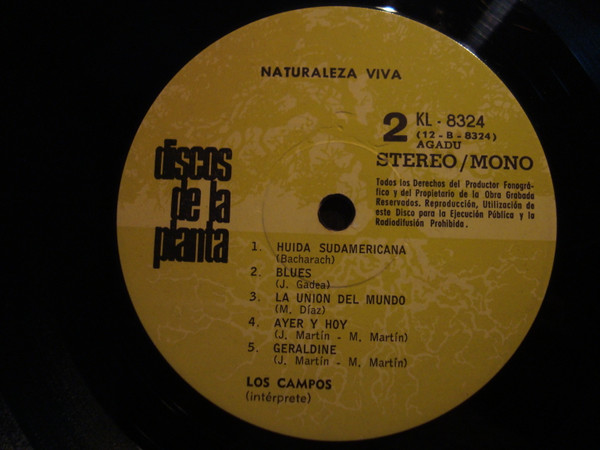 NATURALEZA VIVA
discos
de la
planta
2 KL - 8324
(12 - B - 8324)
AGADU
STEREO/MONO
Todos los Derechos del Productor Fonográ-
fico y del Propietario de la Obra Grabada
Reservados. Reproducción, Utilización de
este Disco para la Ejecución Pública y la
Radiodifusión Prohibida.
1. HUIDA SUDAMERICANA
(Bacharach)
2. BLUES
(J. Gadea)
3. LA UNION DEL MUNDO
(M. Díaz)
4. AYER Y HOY
(J. Martín - M. Martín)
5. GERALDINE
(J. Martín - M. Martín)
LOS CAMPOS
(intérprete)